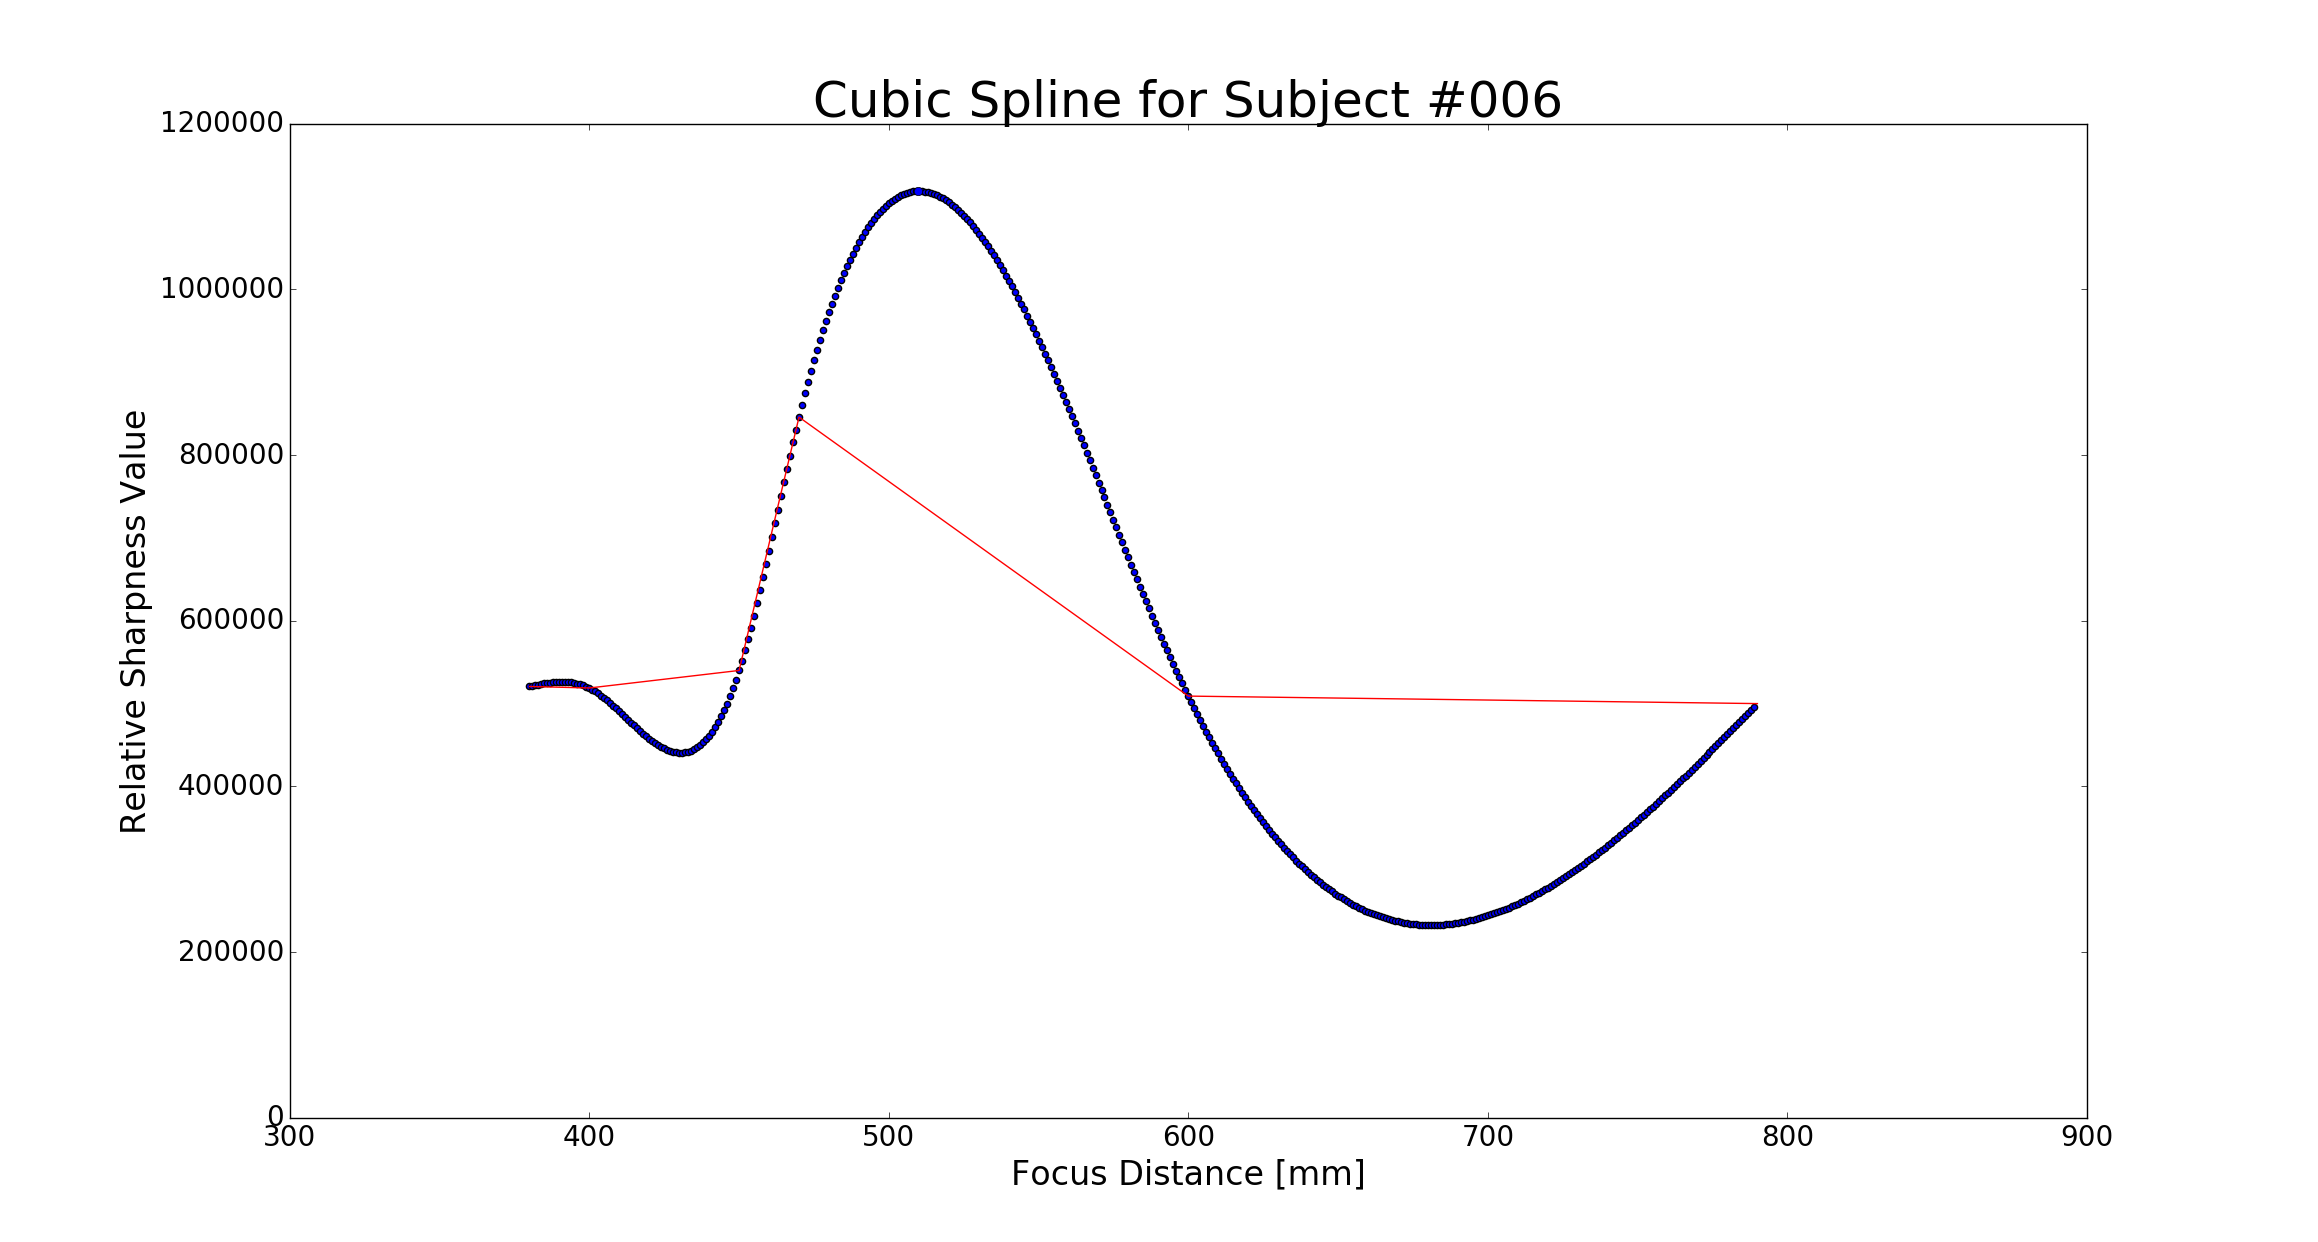 Cubic Spline for Subject #006
1200000
1000000
800000
600000
400000
200000
0
Relative Sharpness Value
300 400 500 600 700 800 900
Focus Distance [mm]